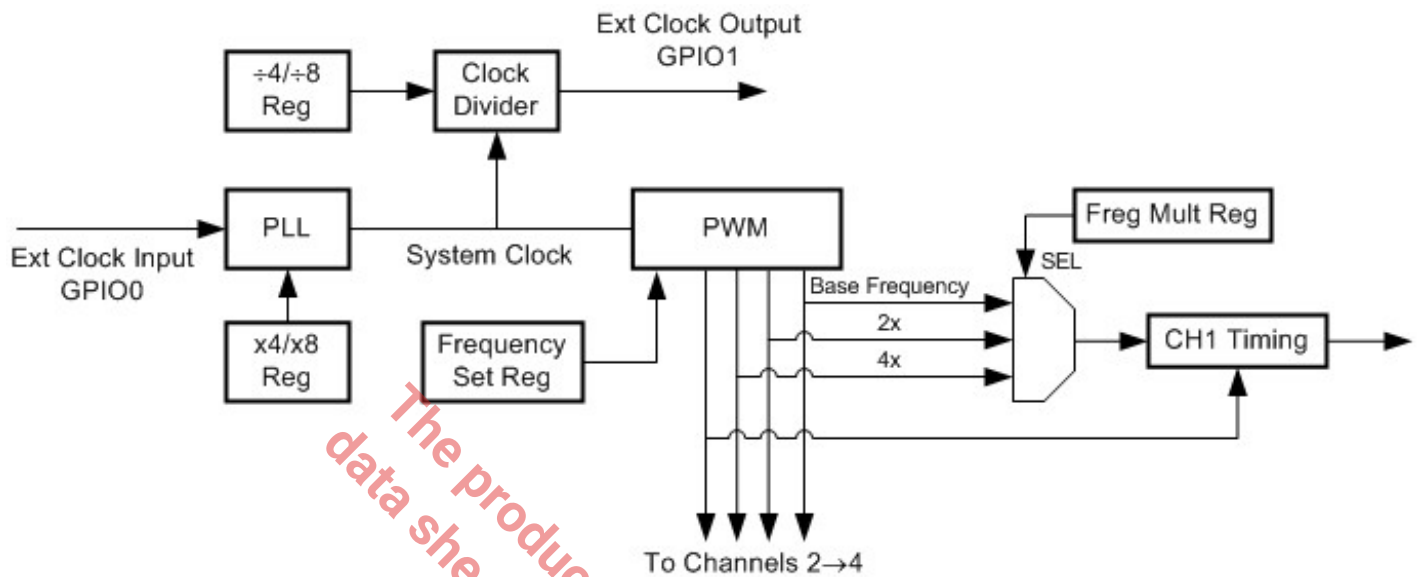 Ext Clock Output
GPIO1
÷4/÷8
Reg
Clock
Divider
PLL
System Clock
PWM
Freg Mult Reg
Ext Clock Input
GPIO0
SEL
Base Frequency
2x
4x
x4/x8
Reg
Frequency
Set Reg
CH1 Timing
The produc
data she
To Channels 2→4